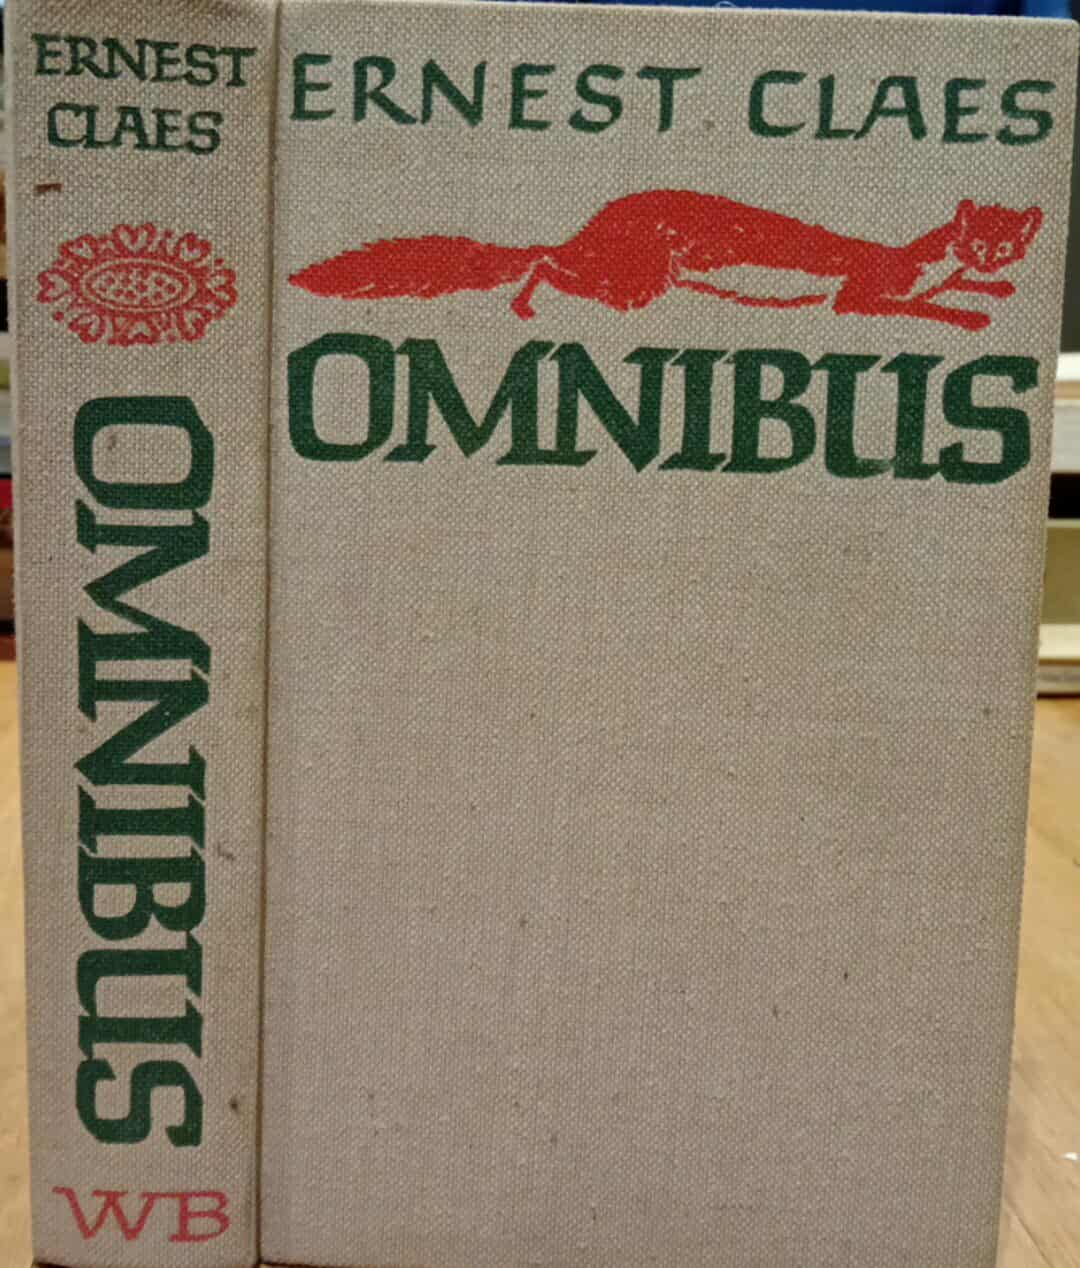 ERNEST
CLAES
OMNIBUS
WB
ERNEST CLAES
OMNIBUS